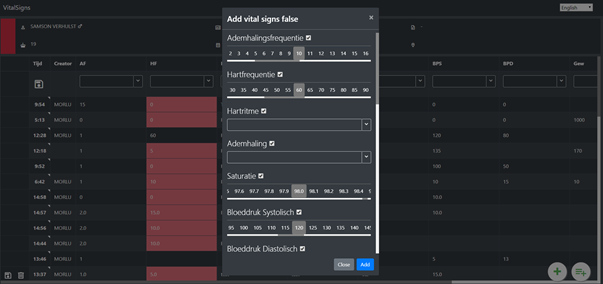 VitalSigns
English
SAMSON VERHULST
19
Add vital signs false
×
Ademhalingsfrequentie
2 3 4 5 6 7 8 9 10 11 12 13 14 15 16
Hartfrequentie
30 35 40 45 50 55 60 65 70 75 80 85 90
Hartritme
Ademhaling
Saturatie
97.6 97.7 97.8 97.9 98.0 98.1 98.2 98.3 98.4
Bloeddruk Systolisch
95 100 105 110 115 120 125 130 135 140
Bloeddruk Diastolisch
Close Add
Tijd Creator AF HF BPS BPD Gew
9:54 MORLU 15 0 0 0 0
5:13 MORLU 0 0 0 0 1000
12:28 MORLU 1 60 120 80
12:18 MORLU 5 135 170
9:52 MORLU 1 0 100 50
6:42 MORLU 1 10 10 15 50
14:58 MORLU 0 0 10.0
14:57 MORLU 2.0 15.0 10.0
14:56 MORLU 2.0 10.0
14:44 MORLU 2.0 10.0 10.0
13:46 MORLU 1 5 13
13:37 MORLU 1.0 5.0 15.0